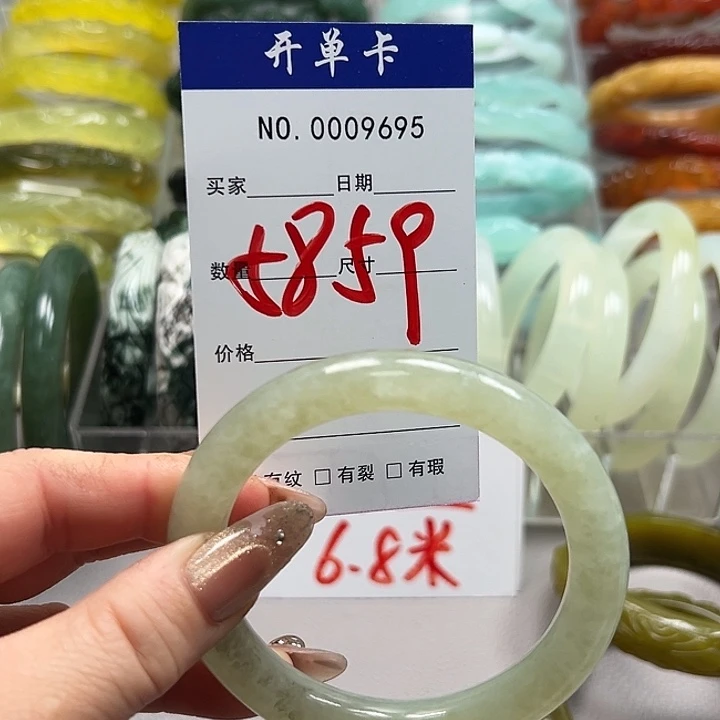 开单卡
NO. 0009695
买家 日期
5859
数量 尺寸
价格
有纹 □ 有裂 □ 有瑕
6.8米